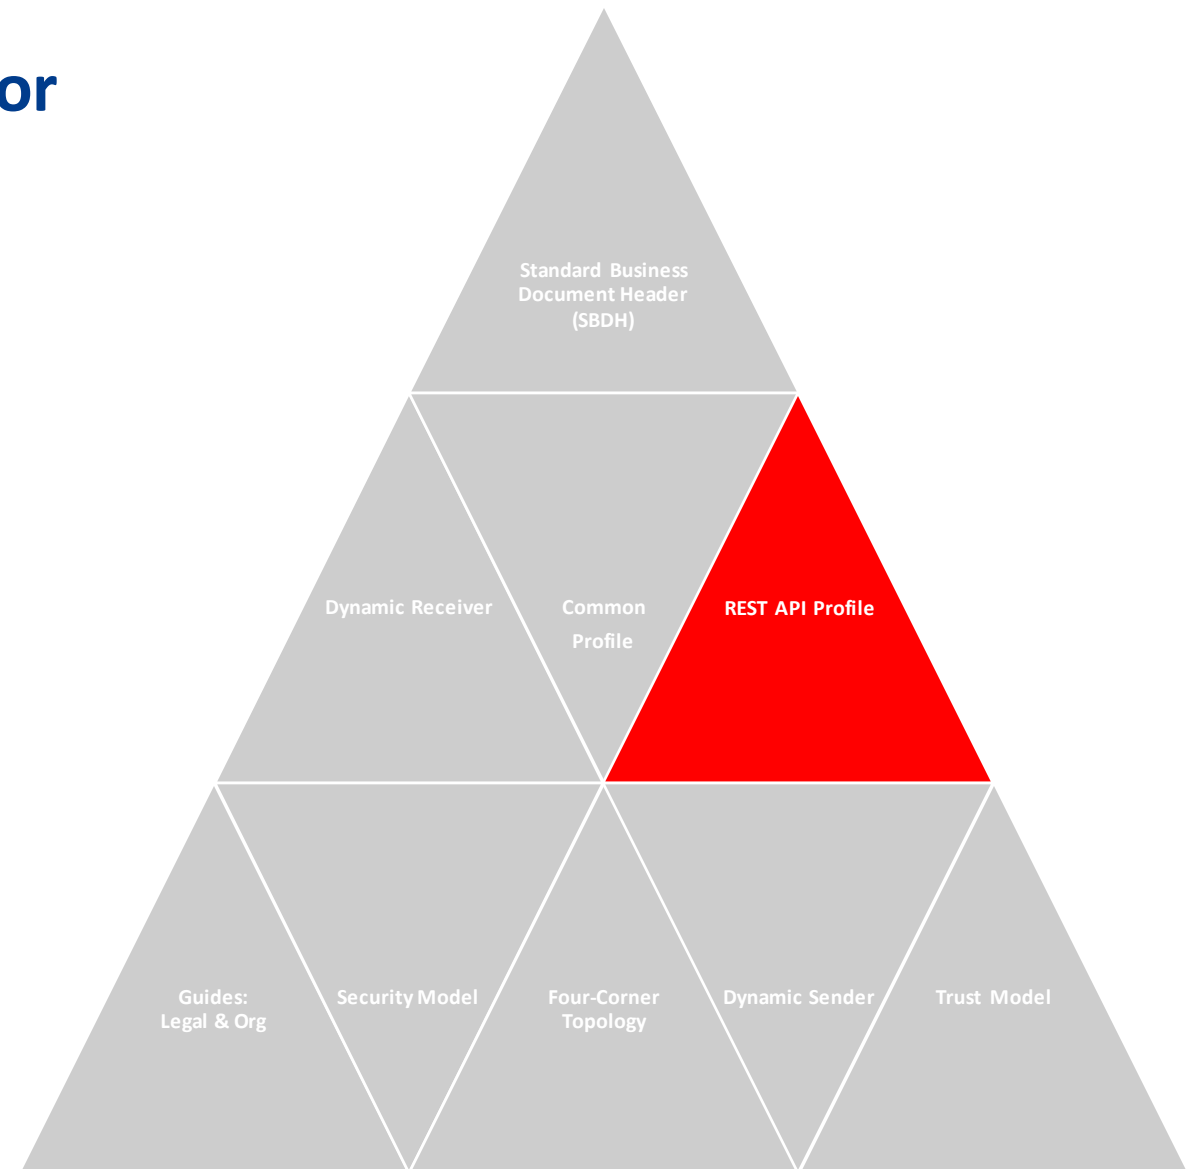 or
Standard Business
Document Header
(SBDH)
Dynamic Receiver
Common
Profile
REST API Profile
Guides:
Legal & Org
Security Model
Four-Corner
Topology
Dynamic Sender
Trust Model